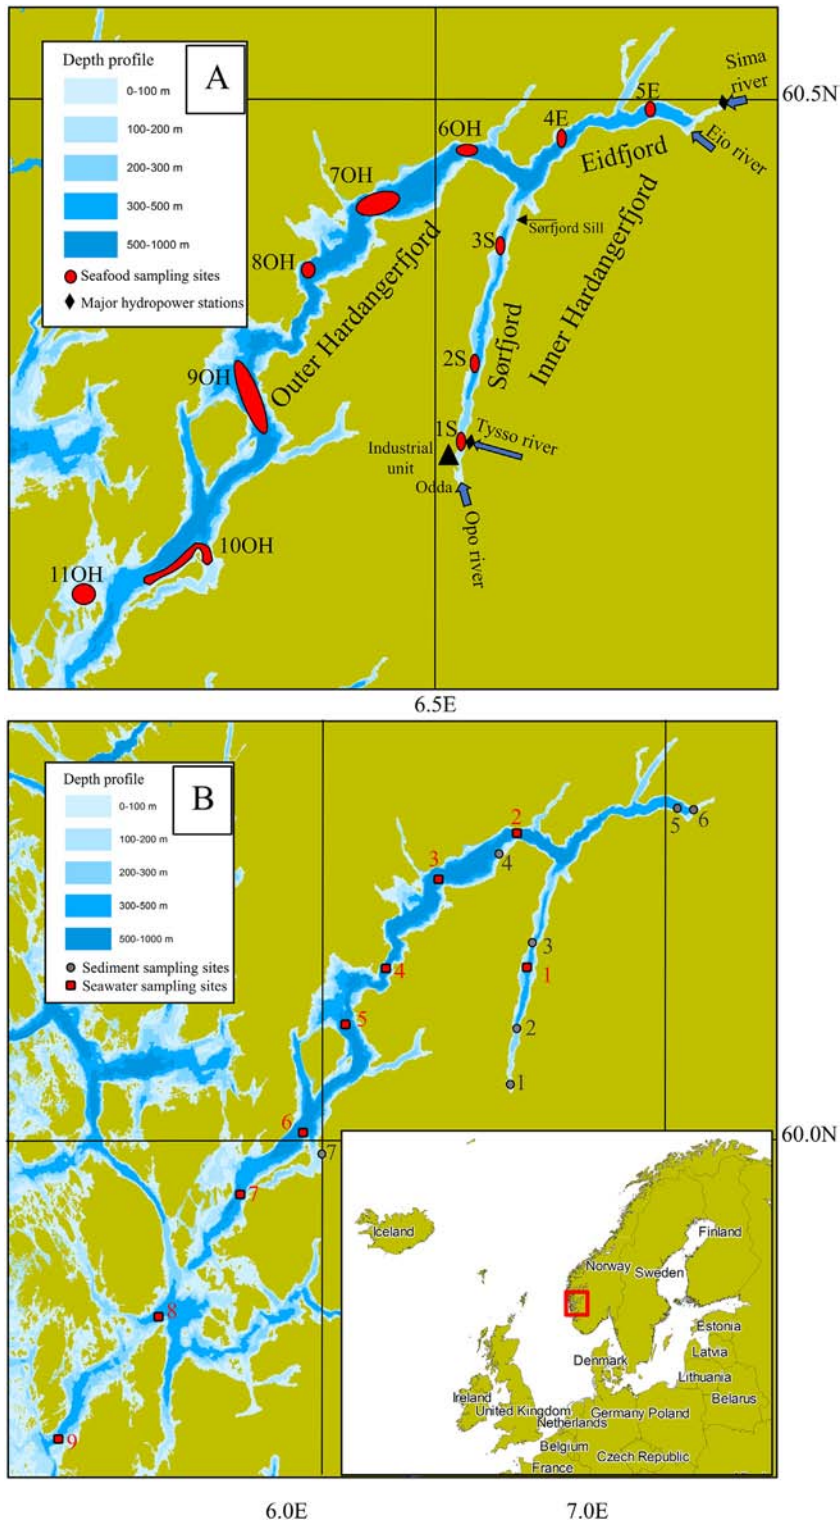 Depth profile
A
0-100 m
100-200 m
200-300 m
300-500 m
500-1000 m
Seafood sampling sites
Major hydropower stations
Sima
river
60.5N
5E
4E
6OH
Eio river
Eidfjord
7OH
Sørfjord Sill
3S
8OH
Outer Hardangerfjord
Inner Hardangerfjord
Sørfjord
2S
9OH
1S
Tysso river
Industrial
unit
Odda
Opo river
10OH
11OH
6.5E
Depth profile
B
0-100 m
100-200 m
200-300 m
300-500 m
500-1000 m
Sediment sampling sites
Seawater sampling sites
2
5
6
4
3
3
1
4
2
5
1
6
60.0N
7
7
8
9
Iceland
Finland
Norway
Sweden
Estonia
Latvia
Denmark
Lithuania
Ireland
Belarus
United Kingdom
Germany
Poland
Netherlands
Belgium
Czech Republic
France
6.0E
7.0E